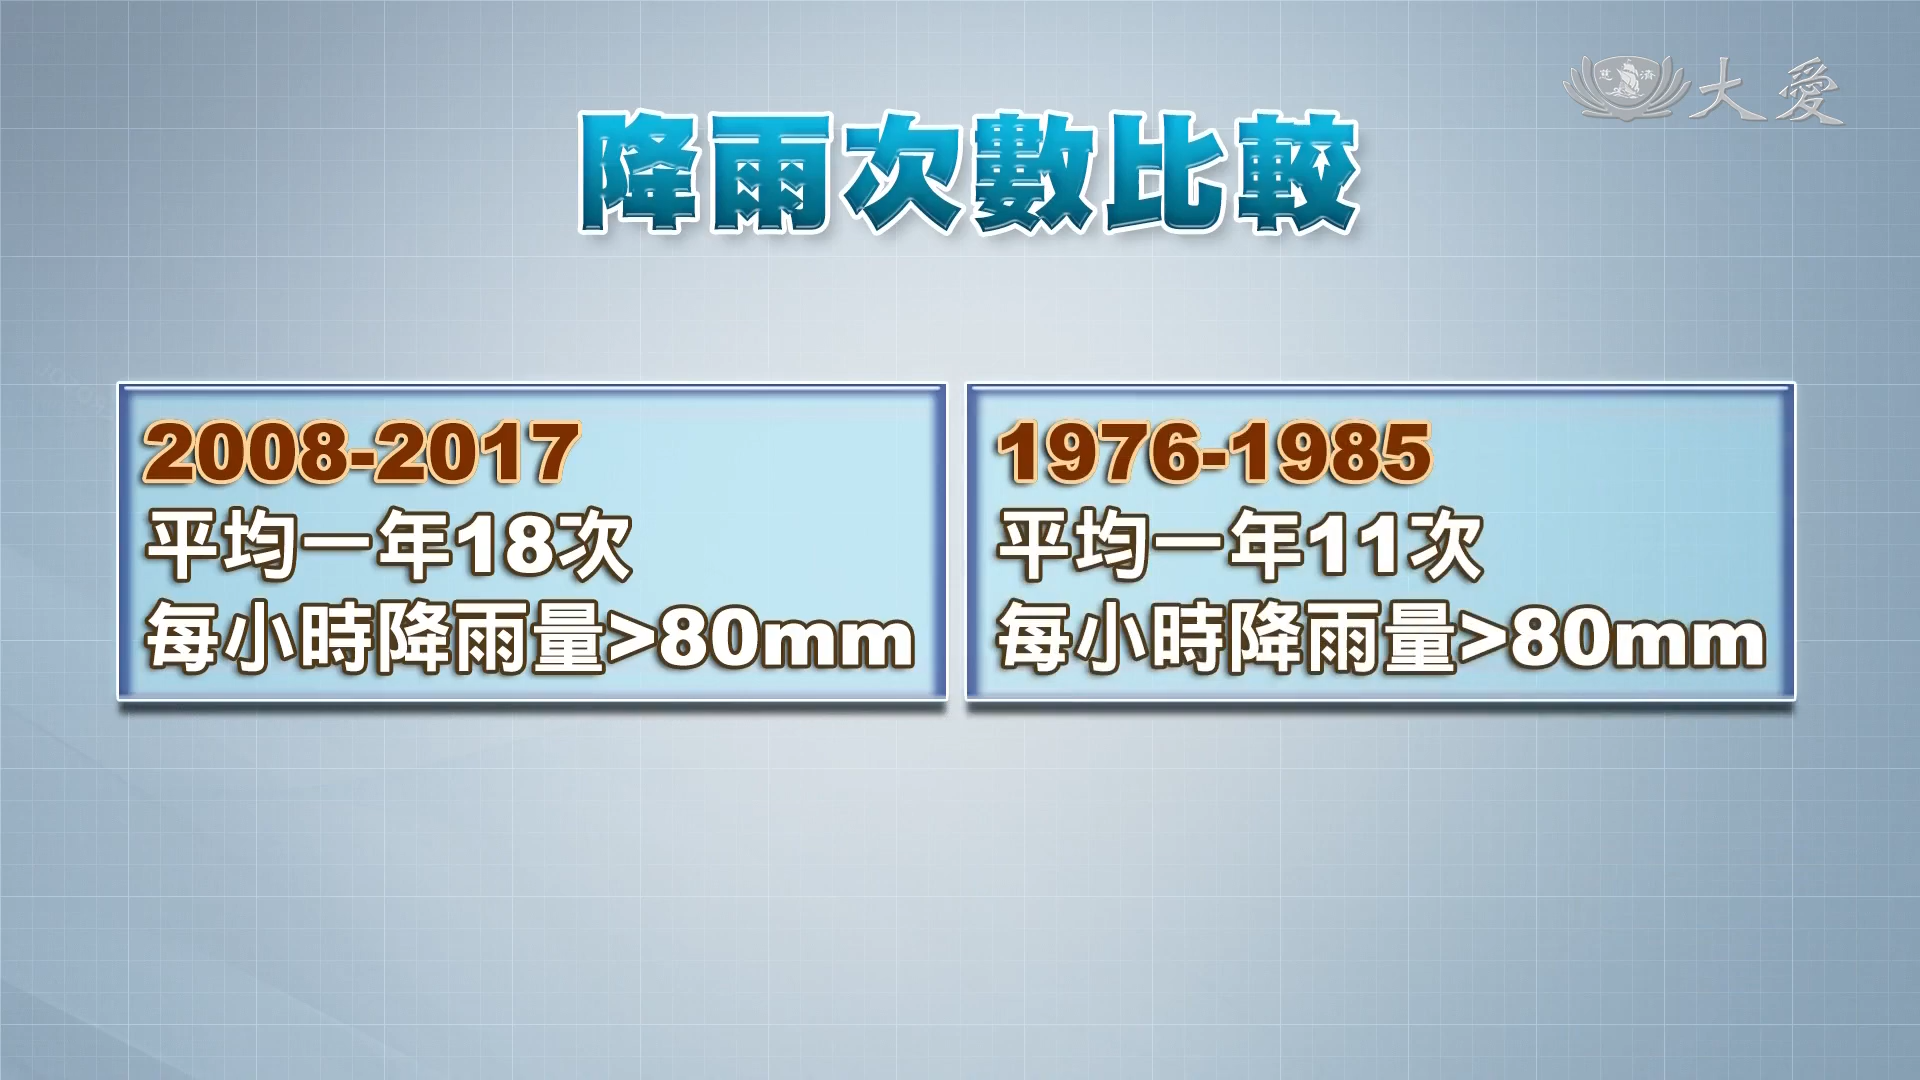 大愛
慈濟
降雨次數比較
2008-2017
平均一年18次
每小時降雨量>80mm
1976-1985
平均一年11次
每小時降雨量>80mm